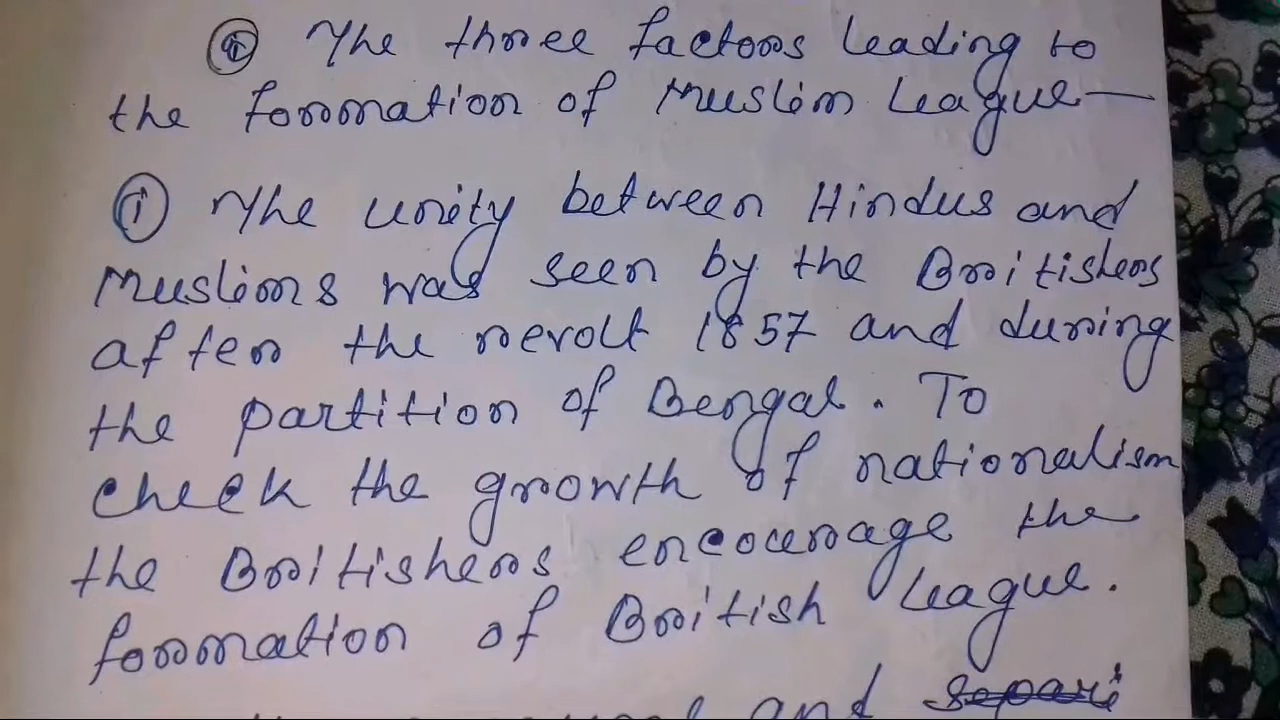 The three factors leading to
the formation of Muslim League—
(i) The unity between Hindus and
Muslims was seen by the Britishers
after the revolt 1857 and during
the partition of Bengal. To
check the growth of nationalism
the Britishers encourage the
formation of British League.
and